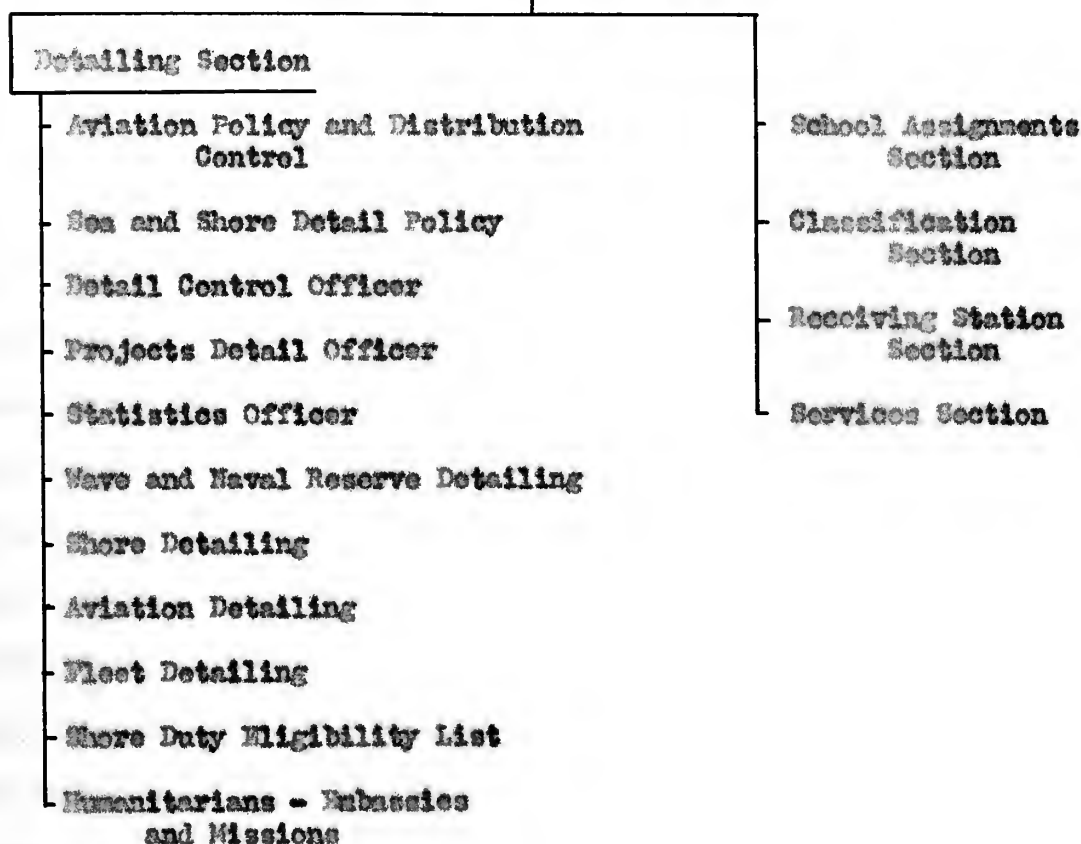 Detailing Section
Aviation Policy and Distribution
Control
Sea and Shore Detail Policy
Detail Control Officer
Projects Detail Officer
Statistics Officer
Wave and Naval Reserve Detailing
Shore Detailing
Aviation Detailing
Fleet Detailing
Shore Duty Eligibility List
Humanitarians - Embassies
and Missions
School Assignments
Section
Classification
Section
Receiving Station
Section
Services Section